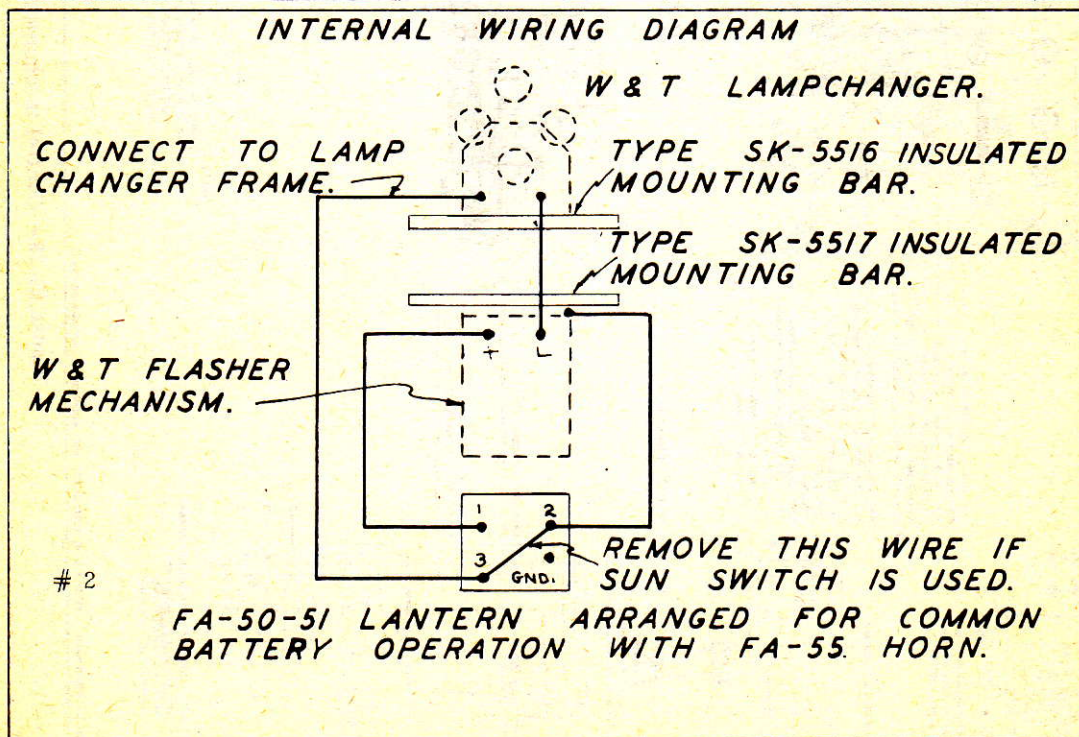 INTERNAL WIRING DIAGRAM
W & T LAMPCHANGER.
CONNECT TO LAMP
CHANGER FRAME.
TYPE SK-5516 INSULATED
MOUNTING BAR.
TYPE SK-5517 INSULATED
MOUNTING BAR.
+ L
W & T FLASHER
MECHANISM.
1 2
3
GND.
REMOVE THIS WIRE IF
SUN SWITCH IS USED.
# 2
FA-50-51 LANTERN ARRANGED FOR COMMON
BATTERY OPERATION WITH FA-55. HORN.